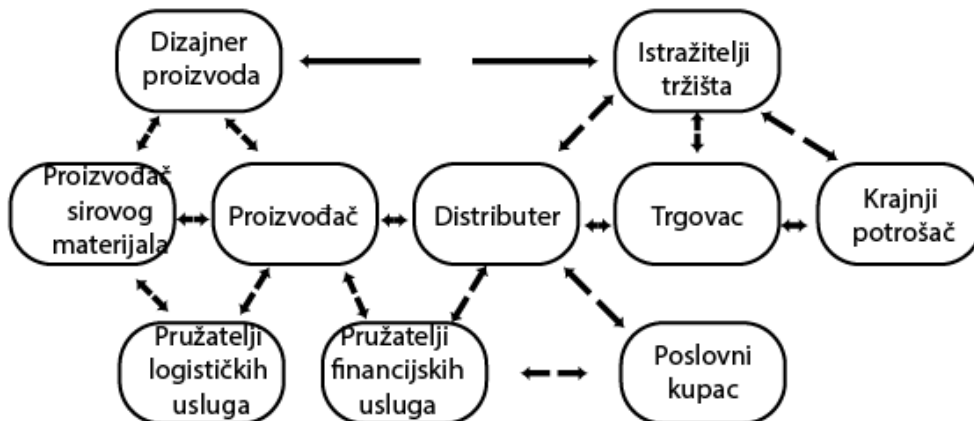 Dizajner
proizvoda
Istražitelji
tržišta
Proizvođač
sirovog
materijala
Proizvođač
Distributer
Trgovac
Krajnji
potrošač
Pružatelji
logističkih
usluga
Pružatelji
financijskih
usluga
Poslovni
kupac